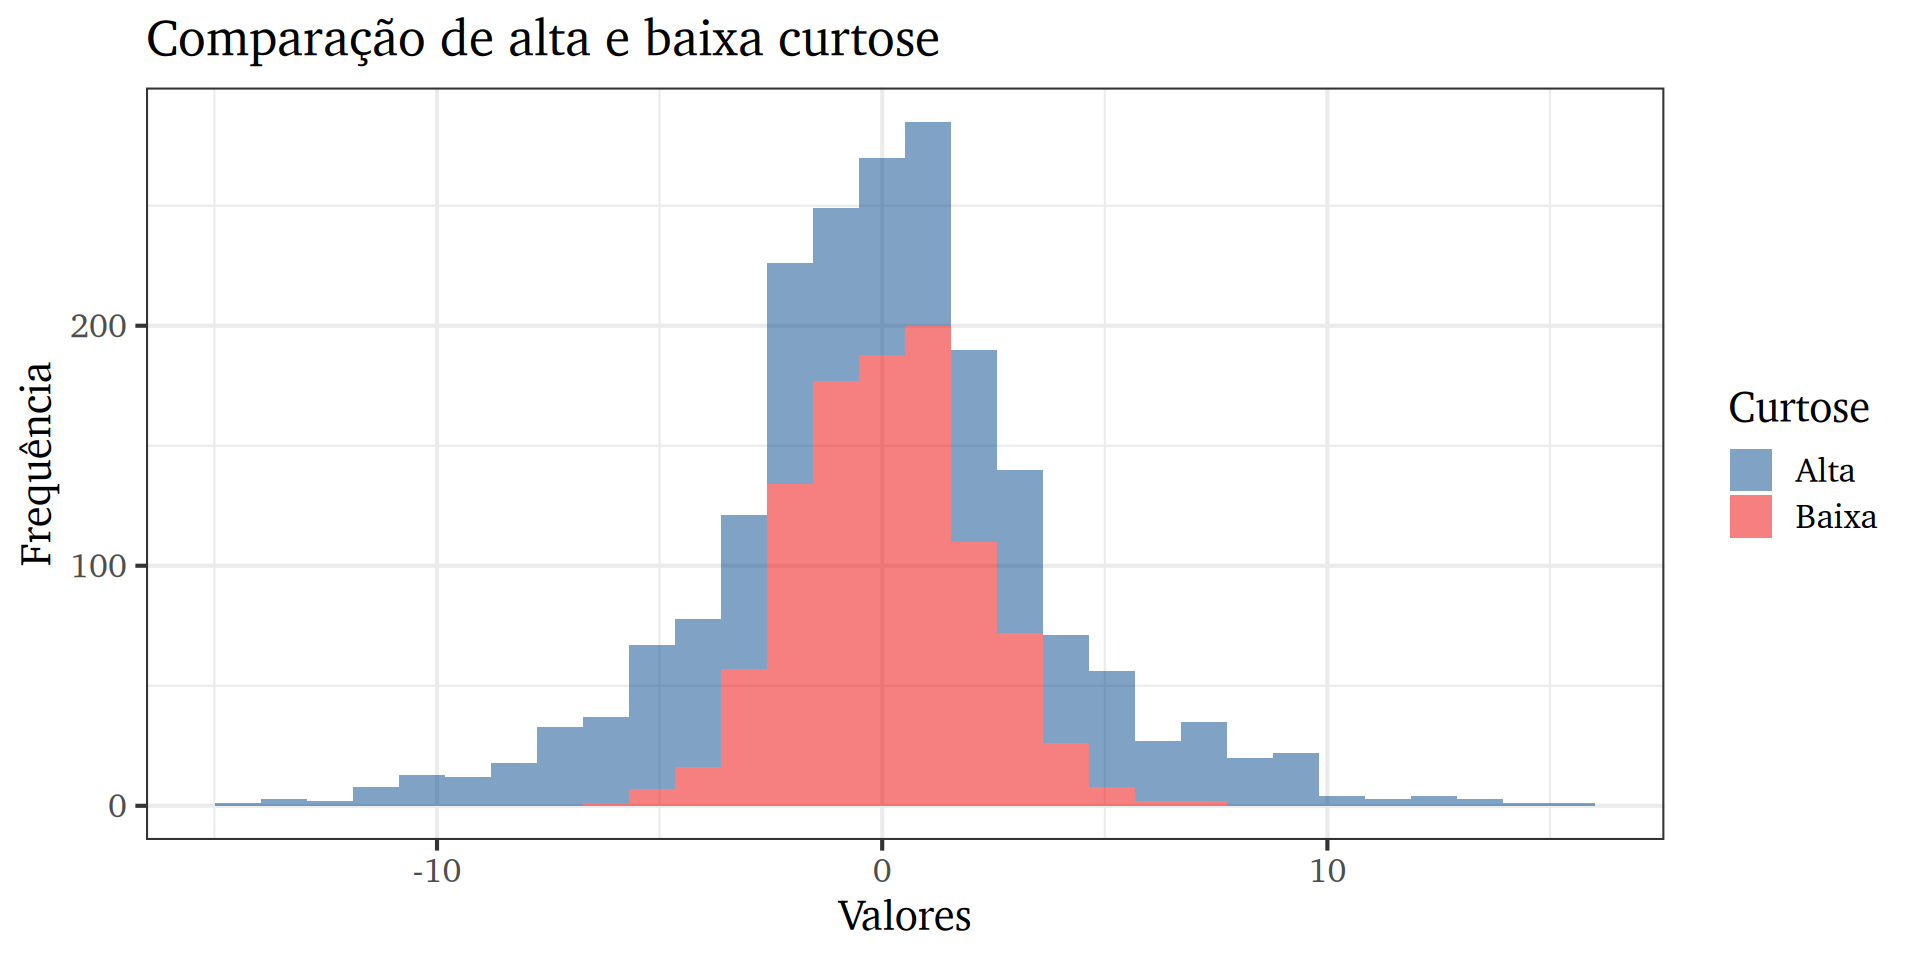 Comparação de alta e baixa curtose
Frequência
200
100
0
-10
0
10
Valores
Curtose
Alta
Baixa